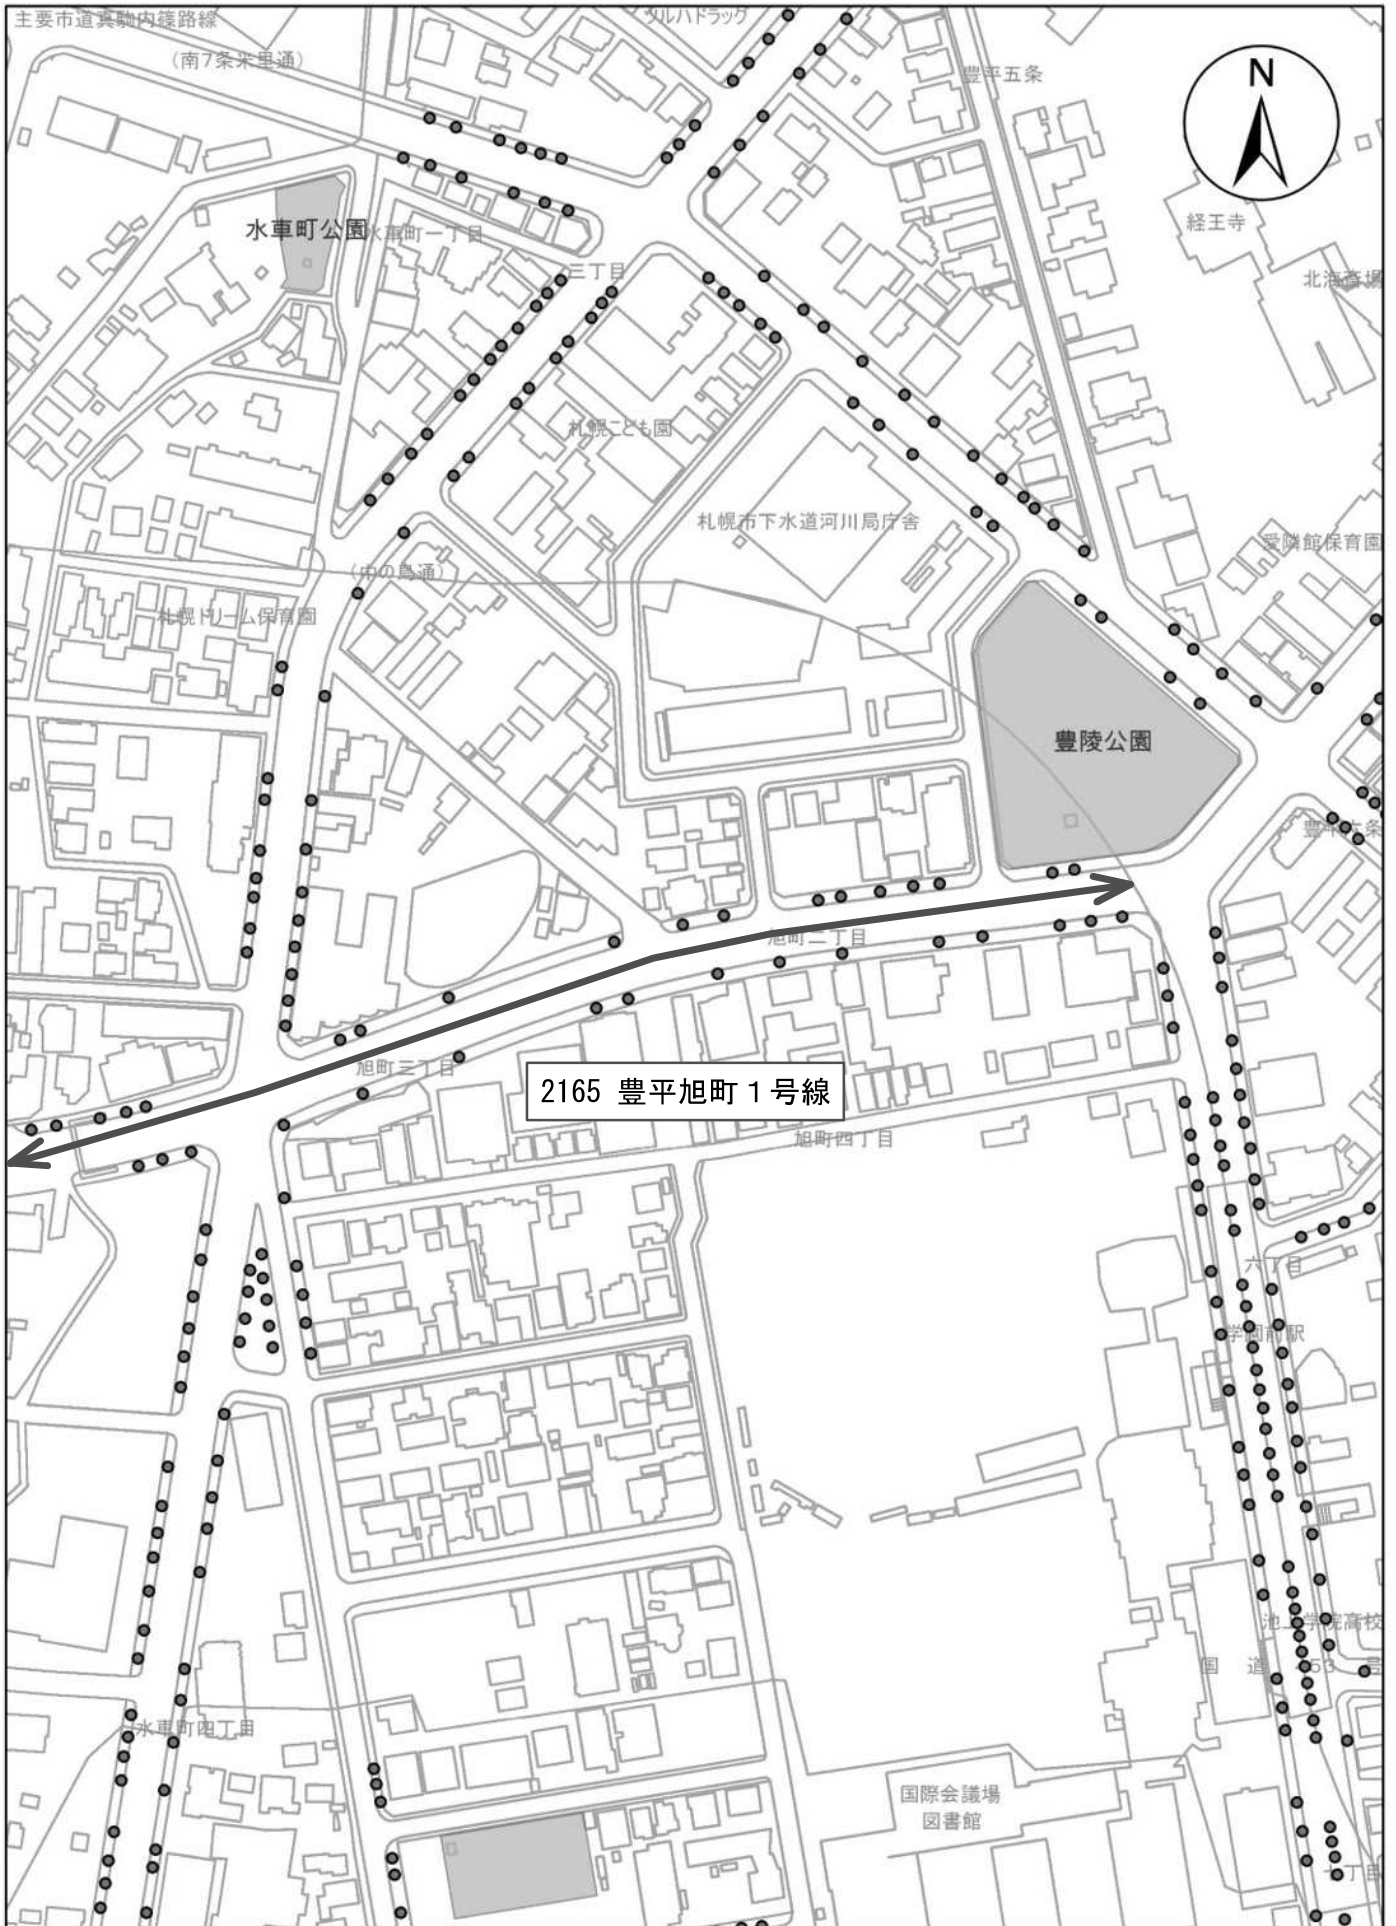 主要市道真駒内篠路線
ツルハドラッグ
(南7条米里通)
豊平五条
N
経王寺
水車町公園
水車町一丁目
三丁目
北海斎場
札幌こども園
札幌市下水道河川局庁舎
愛隣館保育園
(中の島通)
札幌ドリーム保育園
豊陵公園
豊平六条
旭町二丁目
旭町三丁目
2165 豊平旭町1号線
旭町四丁目
六丁目
学園前駅
池上学院高校
国道453号
水車町四丁目
国際会議場
図書館
七丁目